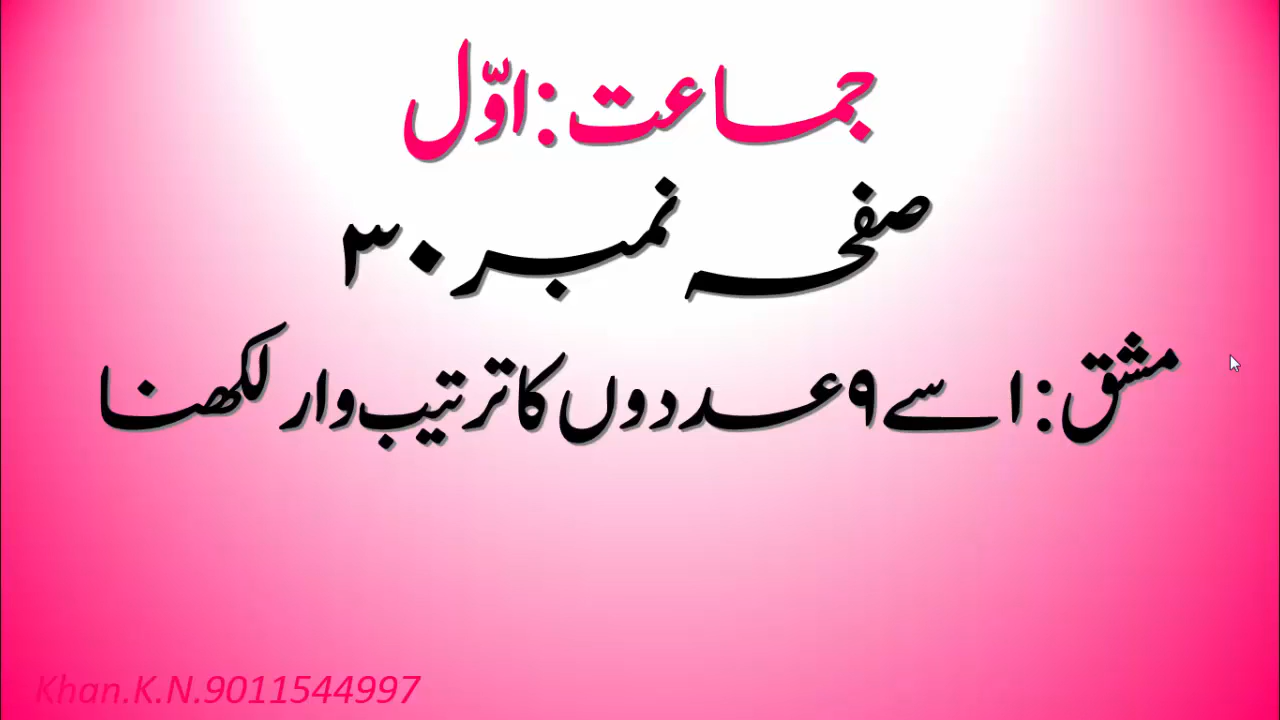 جماعت:اوّل
صفحہ نمبر ۳۰
مشق: ۱ سے ۹ عددوں کا ترتیب وار لکھنا
Khan.K.N.9011544997